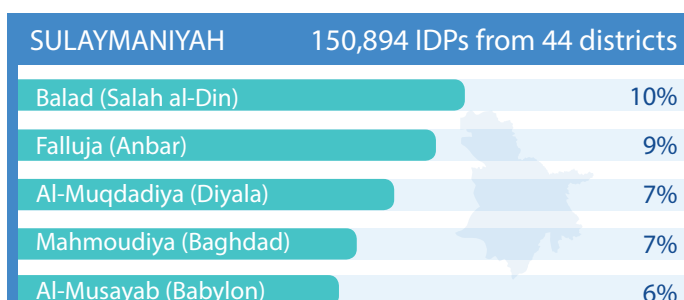 SULAYMANIYAH 150,894 IDPs from 44 districts
Balad (Salah al-Din) 10%
Falluja (Anbar) 9%
Al-Muqdadiya (Diyala) 7%
Mahmoudiya (Baghdad) 7%
Al-Musayab (Babylon) 6%